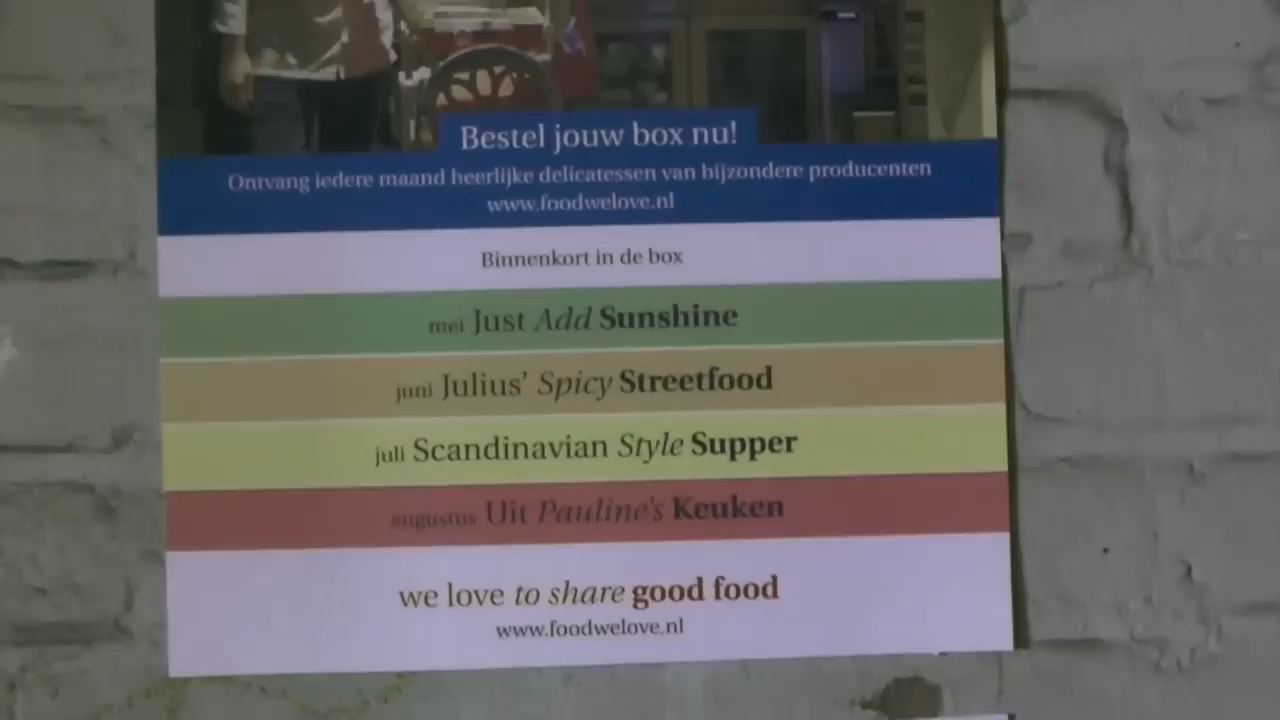 Bestel jouw box nu!
Ontvang iedere maand heerlijke delicatessen van bijzondere producenten
www.foodwelove.nl
Binnenkort in de box
mei Just Add Sunshine
juni Julius' Spicy Streetfood
juli Scandinavian Style Supper
augustus Uit Pauline's Keuken
we love to share good food
www.foodwelove.nl